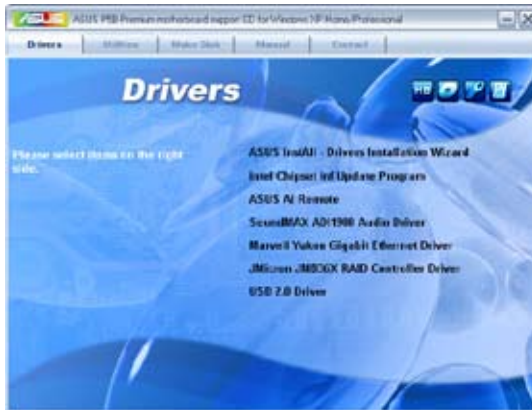 ASUS P5B Premium motherboard support CD for Windows XP Home/Professional
Drivers Utilities Make Disk Manual Contact
Drivers
Please select items on the right
side.
ASUS InstAll - Drivers Installation Wizard
Intel Chipset Inf Update Program
ASUS AI Remote
SoundMAX ADI1988 Audio Driver
Marvell Yukon Gigabit Ethernet Driver
JMicron JMB36X RAID Controller Driver
USB 2.0 Driver